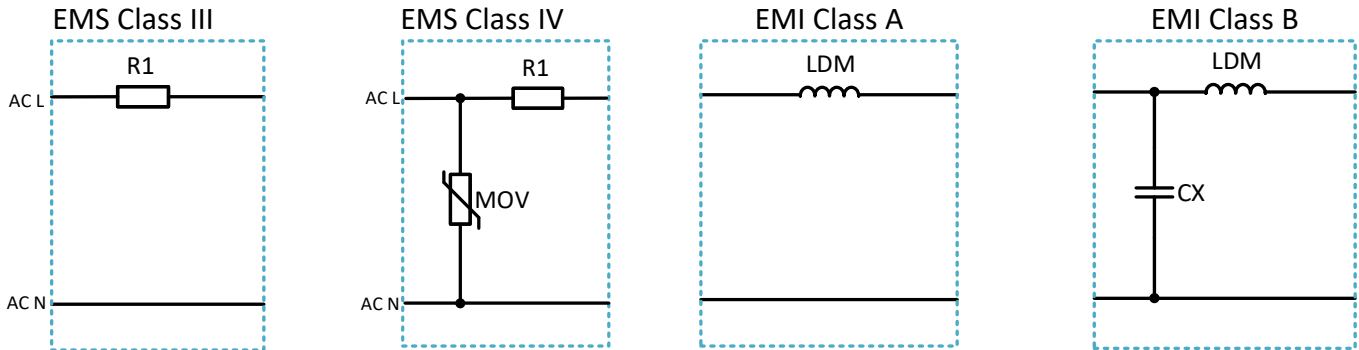 EMS Class III
EMS Class IV
EMI Class A
EMI Class B
R1
R1
LDM
LDM
AC L
AC L
MOV
CX
AC N
AC N